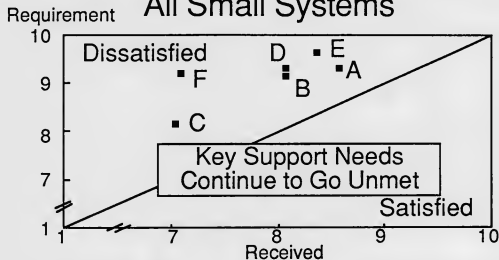 All Small Systems
Requirement
10
Dissatisfied
D
E
A
B
F
9
8
C
Key Support Needs
Continue to Go Unmet
7
Satisfied
1
1
7
8
9
10
Received